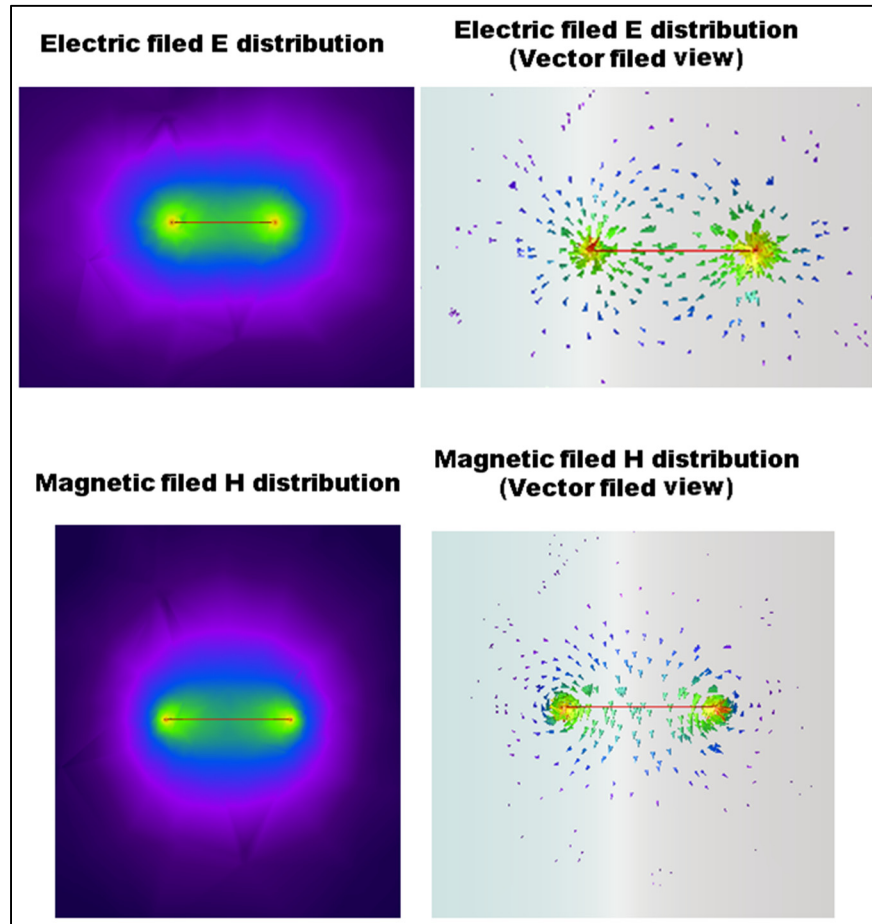 Electric filed E distribution
Electric filed E distribution
(Vector filed view)
Magnetic filed H distribution
Magnetic filed H distribution
(Vector filed view)